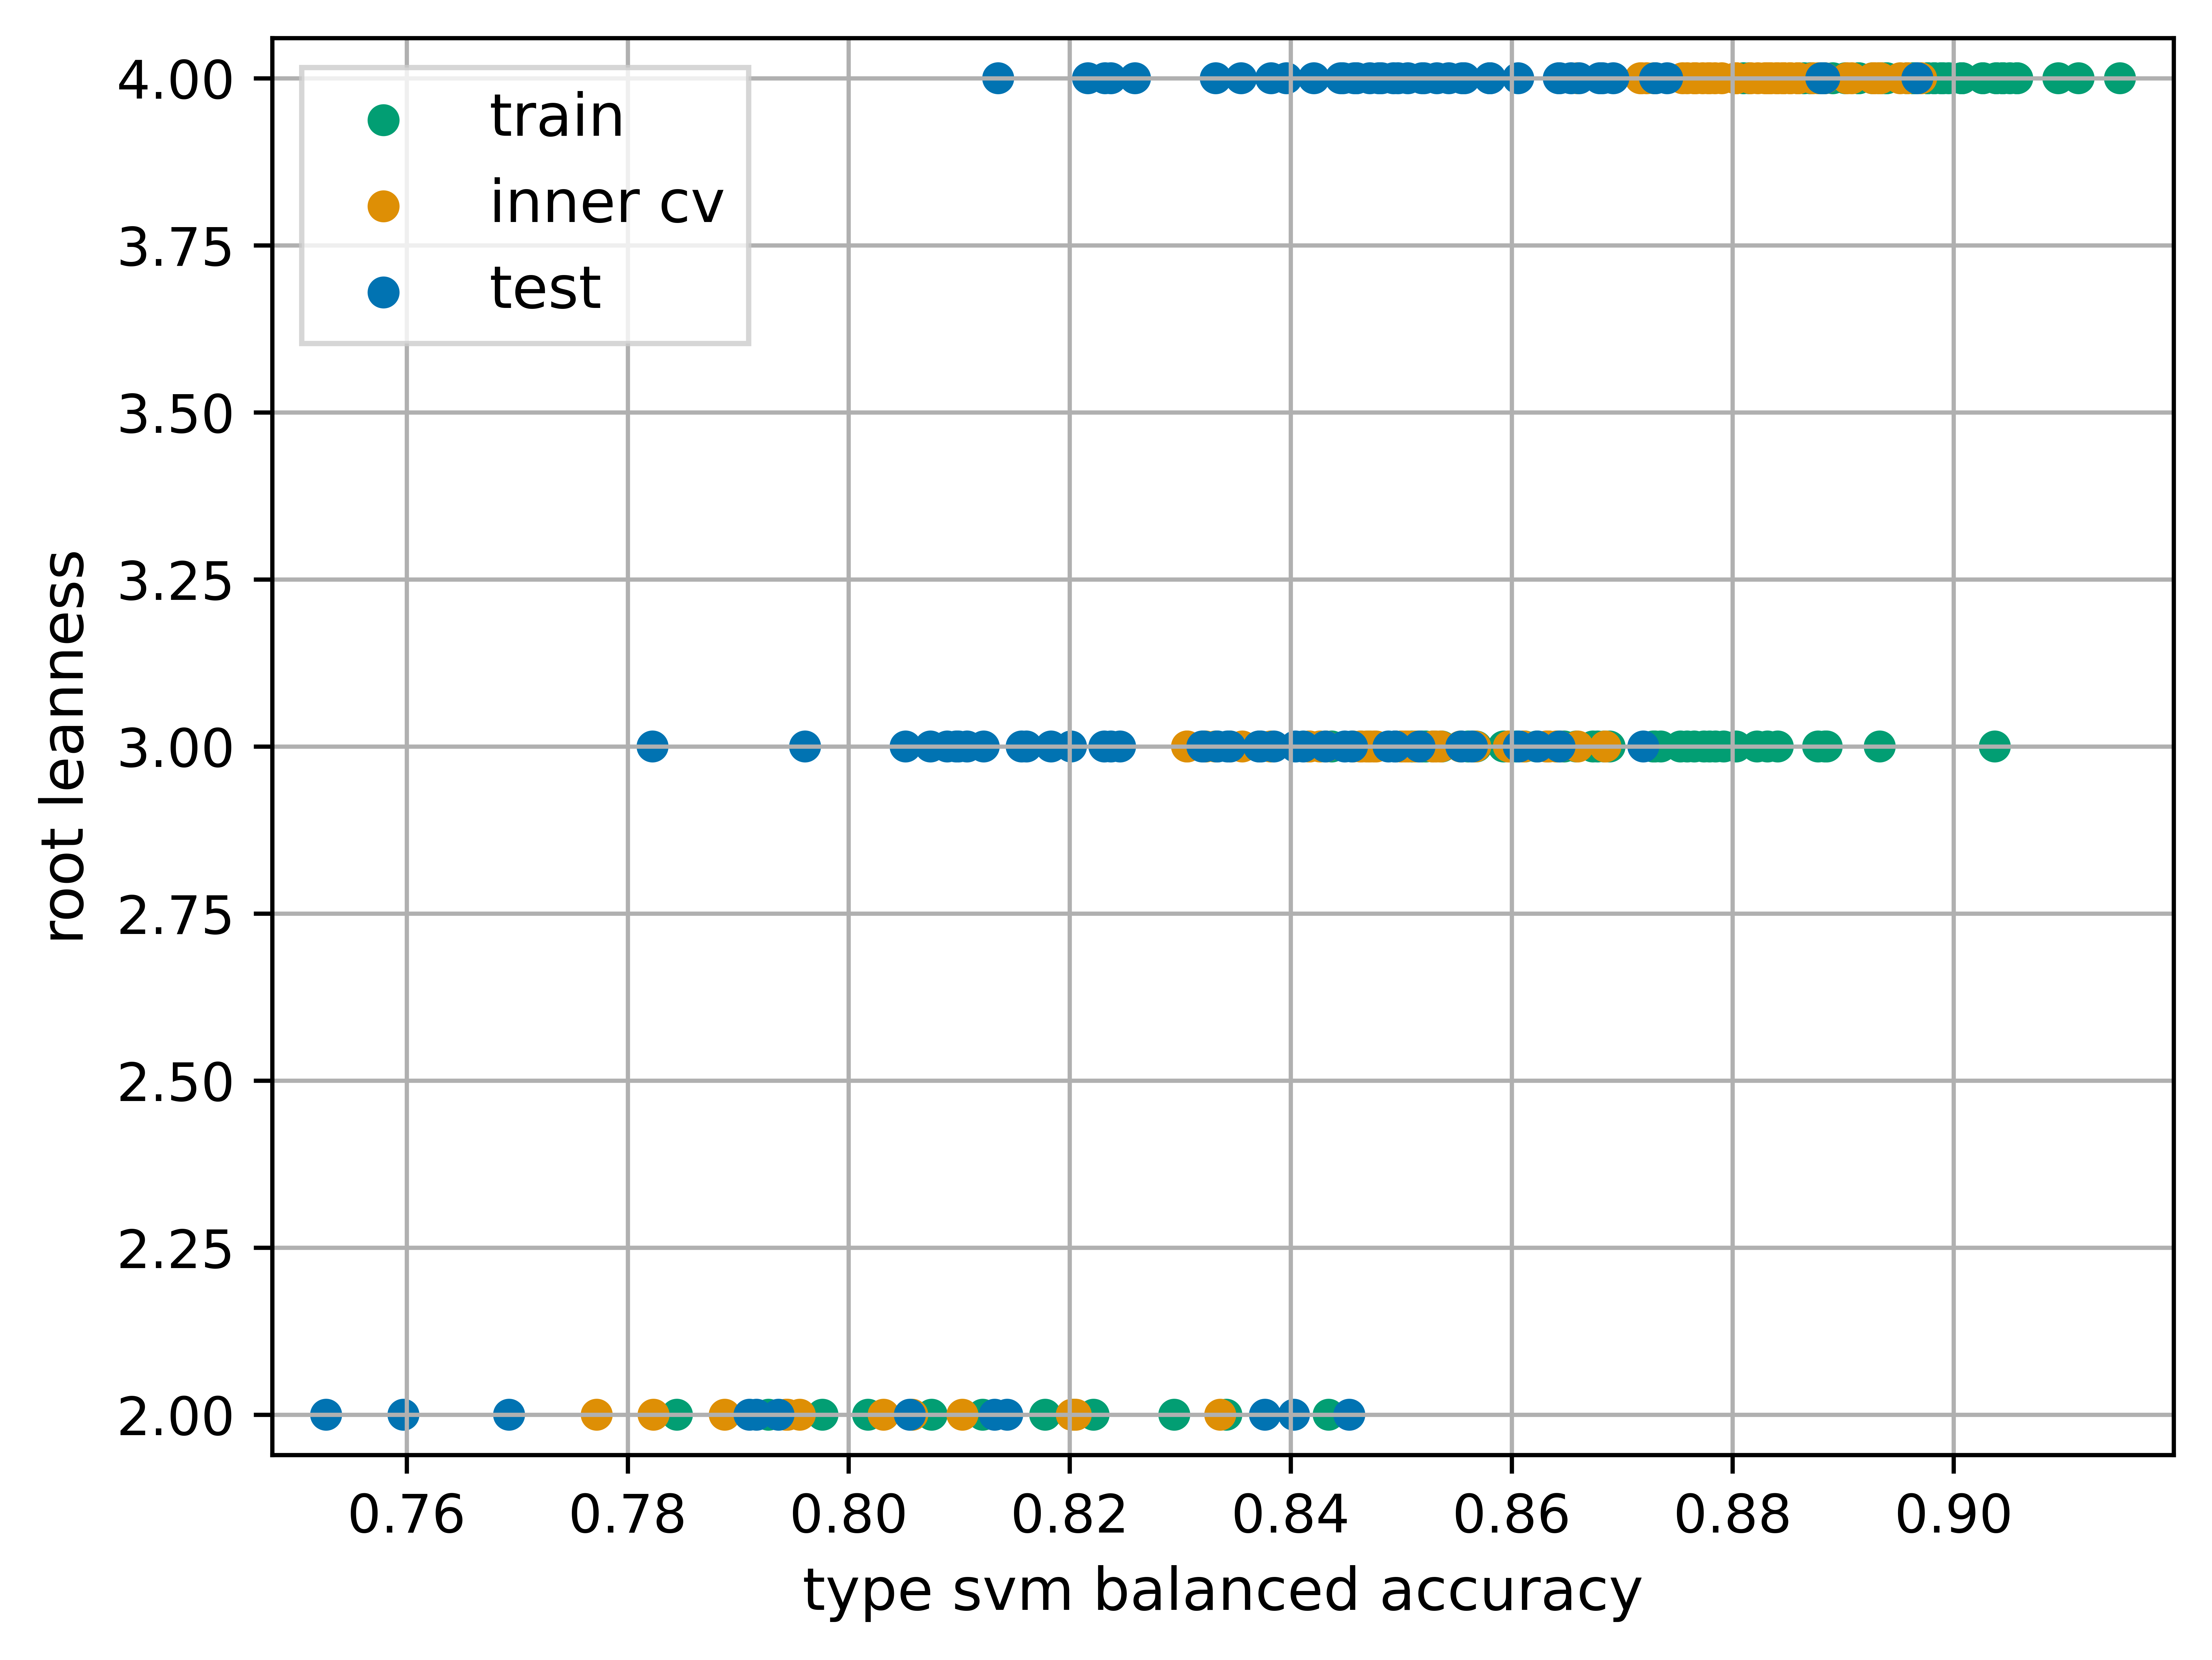 train
inner cv
test
4.00
3.75
3.50
3.25
3.00
2.75
2.50
2.25
2.00
root leanness
0.76 0.78 0.80 0.82 0.84 0.86 0.88 0.90
type svm balanced accuracy